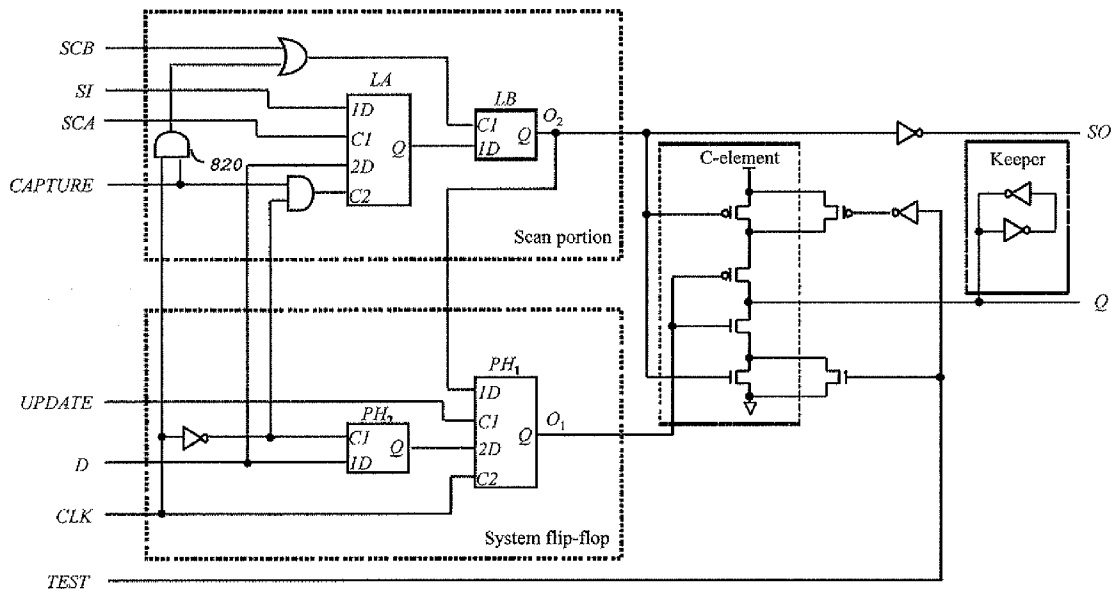 SCB
SI
SCA
CAPTURE
820
LA
1D
C1
2D
C2
Q
LB
C1
1D
Q
O2
Scan portion
C-element
Keeper
SO
Q
UPDATE
D
CLK
TEST
PH2
C1
1D
Q
PH1
1D
C1
2D
C2
Q
O1
System flip-flop